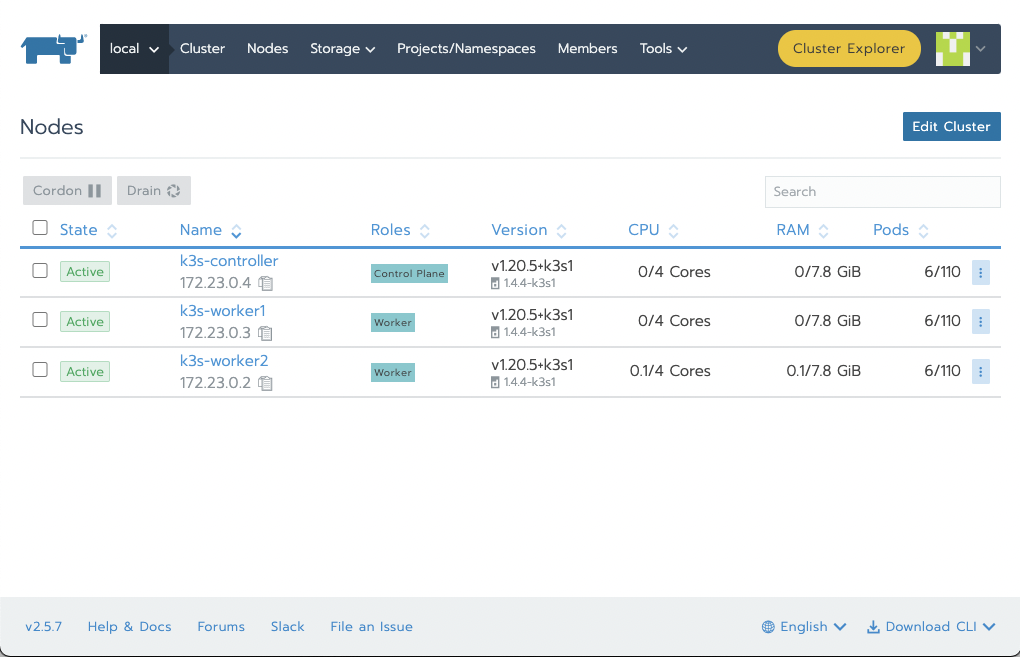 local Cluster Nodes Storage Projects/Namespaces Members Tools Cluster Explorer
Nodes Edit Cluster
Cordon Drain Search
State Name Roles Version CPU RAM Pods
Active k3s-controller Control Plane v1.20.5+k3s1 0/4 Cores 0/7.8 GiB 6/110
172.23.0.4 1.4.4-k3s1
Active k3s-worker1 Worker v1.20.5+k3s1 0/4 Cores 0/7.8 GiB 6/110
172.23.0.3 1.4.4-k3s1
Active k3s-worker2 Worker v1.20.5+k3s1 0.1/4 Cores 0.1/7.8 GiB 6/110
172.23.0.2 1.4.4-k3s1
v2.5.7 Help & Docs Forums Slack File an Issue English Download CLI